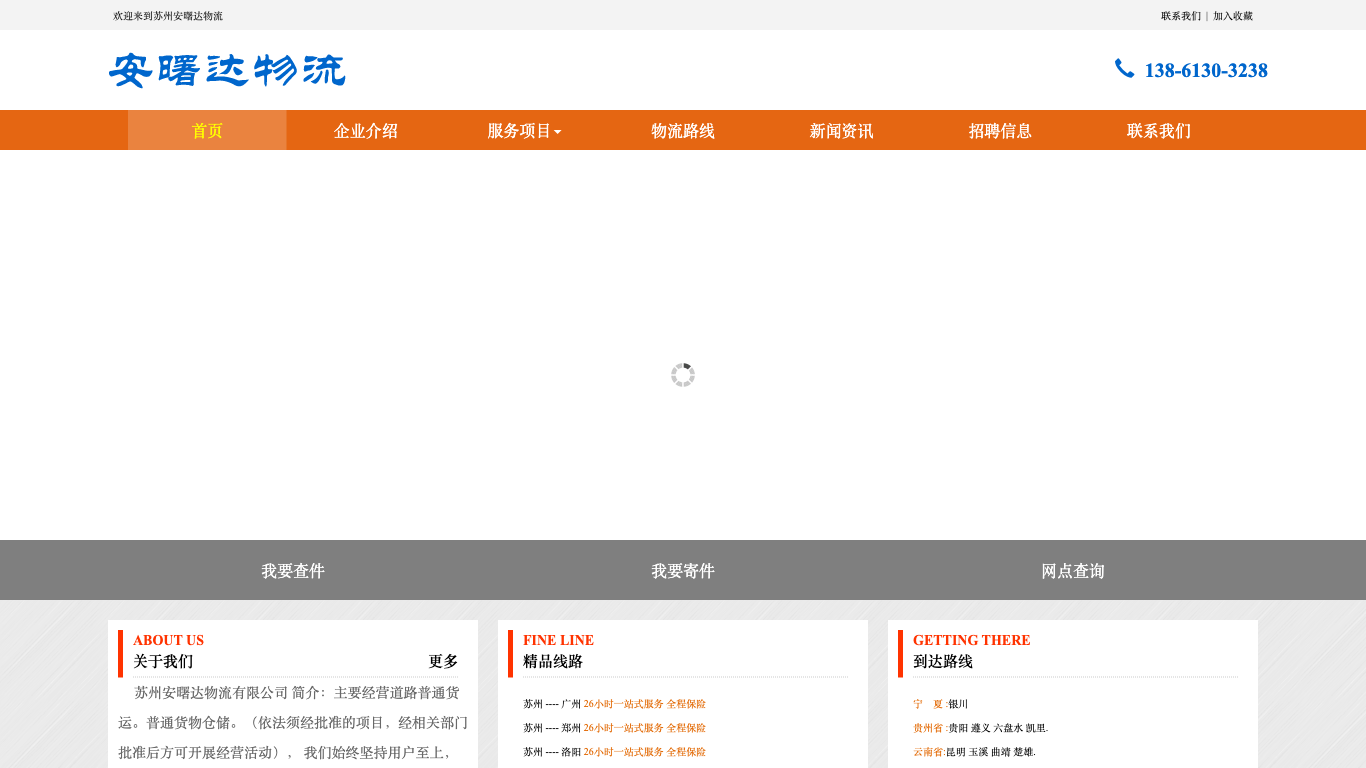 欢迎来到苏州安曙达物流
联系我们 | 加入收藏
安曙达物流
138-6130-3238
首页 企业介绍 服务项目 物流路线 新闻资讯 招聘信息 联系我们
我要查件 我要寄件 网点查询
ABOUT US
关于我们 更多
苏州安曙达物流有限公司 简介：主要经营道路普通货
运。普通货物仓储。（依法须经批准的项目，经相关部门
批准后方可开展经营活动）， 我们始终坚持用户至上，
FINE LINE
精品线路
苏州 ---- 广州 26小时一站式服务 全程保险
苏州 ---- 郑州 26小时一站式服务 全程保险
苏州 ---- 洛阳 26小时一站式服务 全程保险
GETTING THERE
到达路线
宁　夏 :银川
贵州省 :贵阳 遵义 六盘水 凯里.
云南省:昆明 玉溪 曲靖 楚雄.